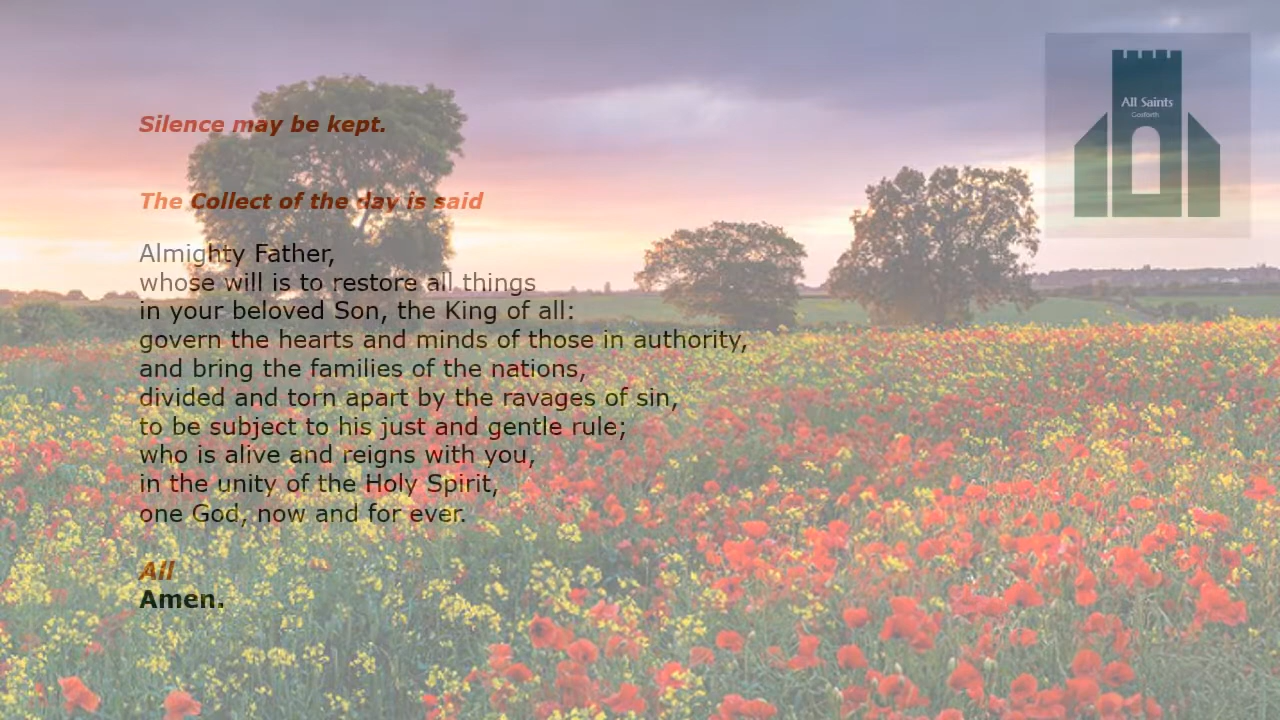 All Saints
Gosforth
Silence may be kept.
The Collect of the day is said
Almighty Father,
whose will is to restore all things
in your beloved Son, the King of all:
govern the hearts and minds of those in authority,
and bring the families of the nations,
divided and torn apart by the ravages of sin,
to be subject to his just and gentle rule;
who is alive and reigns with you,
in the unity of the Holy Spirit,
one God, now and for ever.
All
Amen.